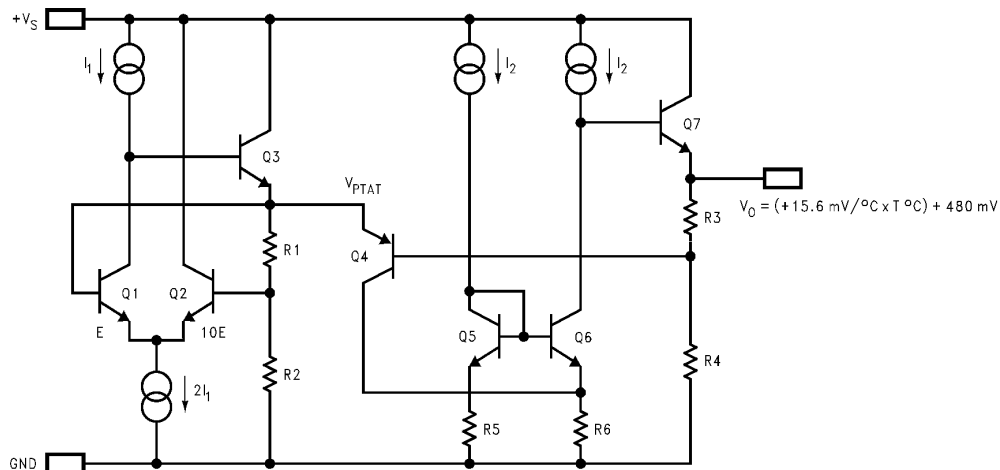 +VS
I1
I2
I2
Q7
Q3
VPTAT
VO = (+15.6 mV/°C x T °C) + 480 mV
R3
R1
Q4
Q1
Q2
E
10E
Q5
Q6
R4
R2
2I1
R5
R6
GND